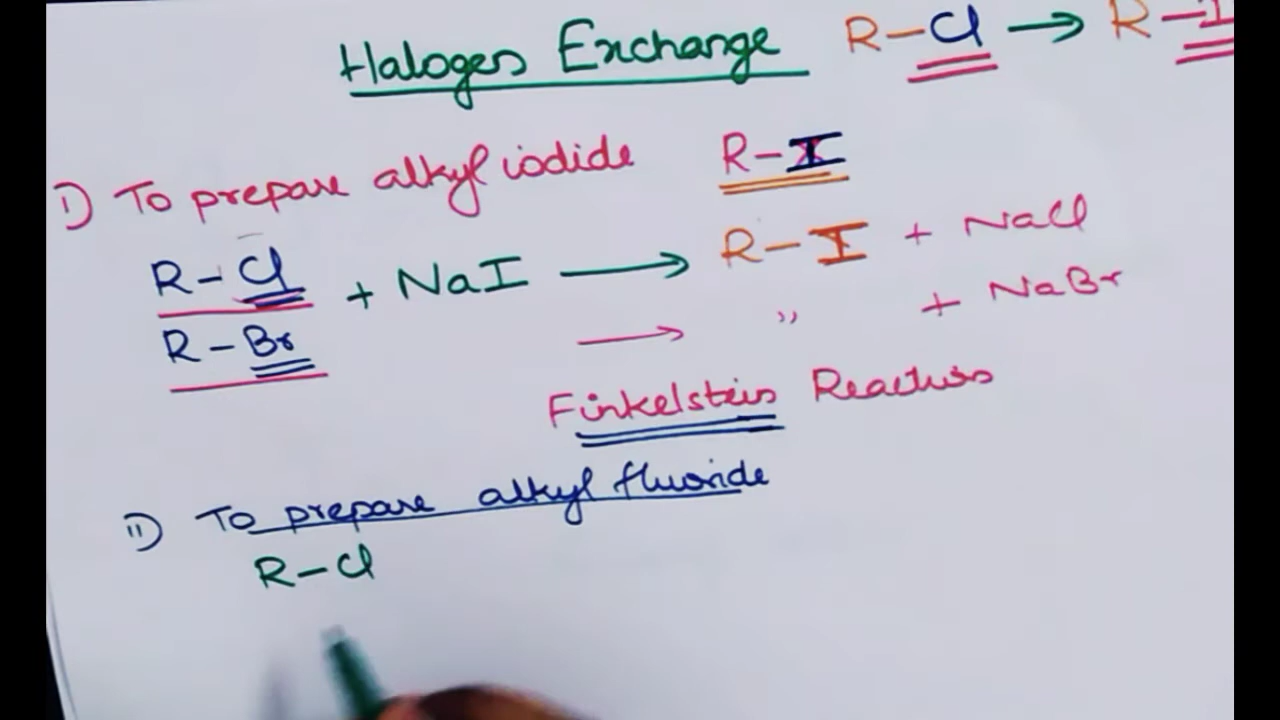 Halogen Exchange R-Cl → R-I
i) To prepare alkyl iodide R-I
R-Cl + NaI → R-I + NaCl
R-Br → " + NaBr
Finkelstein Reaction
ii) To prepare alkyl fluoride
R-Cl